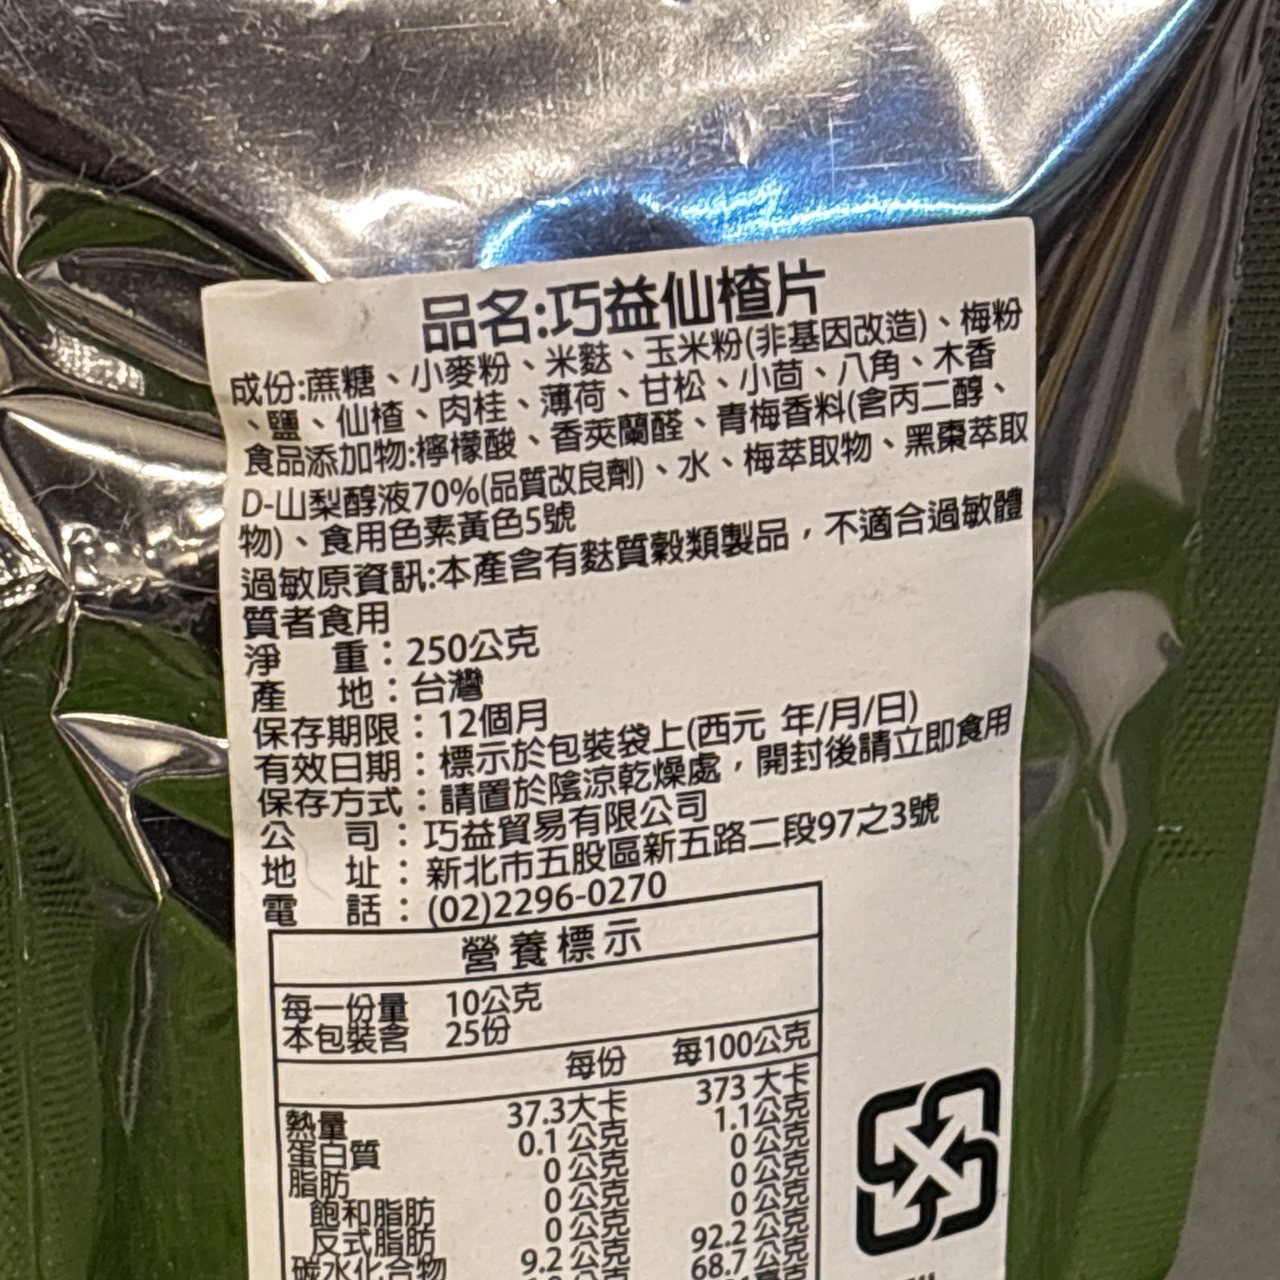 品名:巧益仙楂片
成份:蔗糖、小麥粉、米麩、玉米粉(非基因改造)、梅粉
、鹽、仙楂、肉桂、薄荷、甘松、小茴、八角、木香
食品添加物:檸檬酸、香莢蘭醛、青梅香料(含丙二醇、
D-山梨醇液70%(品質改良劑)、水、梅萃取物、黑棗萃取
物)、食用色素黃色5號
過敏原資訊:本產含有麩質穀類製品，不適合過敏體
質者食用
淨 重：250公克
產 地：台灣
保存期限：12個月
有效日期：標示於包裝袋上(西元 年/月/日)
保存方式：請置於陰涼乾燥處，開封後請立即食用
公 司：巧益貿易有限公司
地 址：新北市五股區新五路二段97之3號
電 話：(02)2296-0270
營養標示
每一份量 10公克
本包裝含 25份
每份 每100公克
熱量 37.3大卡 373大卡
蛋白質 0.1公克 1.1公克
脂肪 0公克 0公克
飽和脂肪 0公克 0公克
反式脂肪 0公克 0公克
碳水化合物 9.2公克 92.2公克
68.7公克